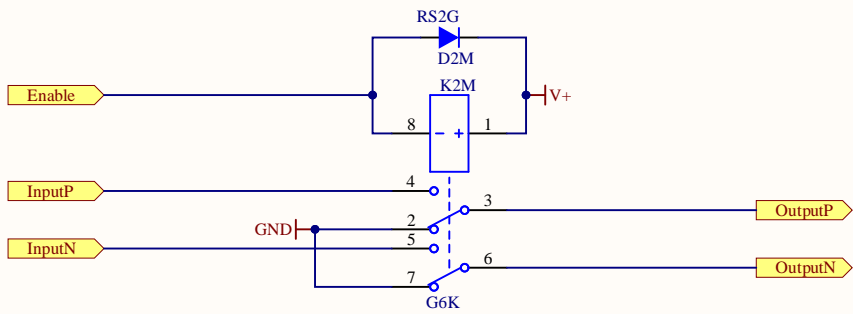 RS2G
D2M
K2M
Enable
V+
8
- +
1
InputP
4
3
OutputP
GND
2
InputN
5
6
OutputN
7
G6K